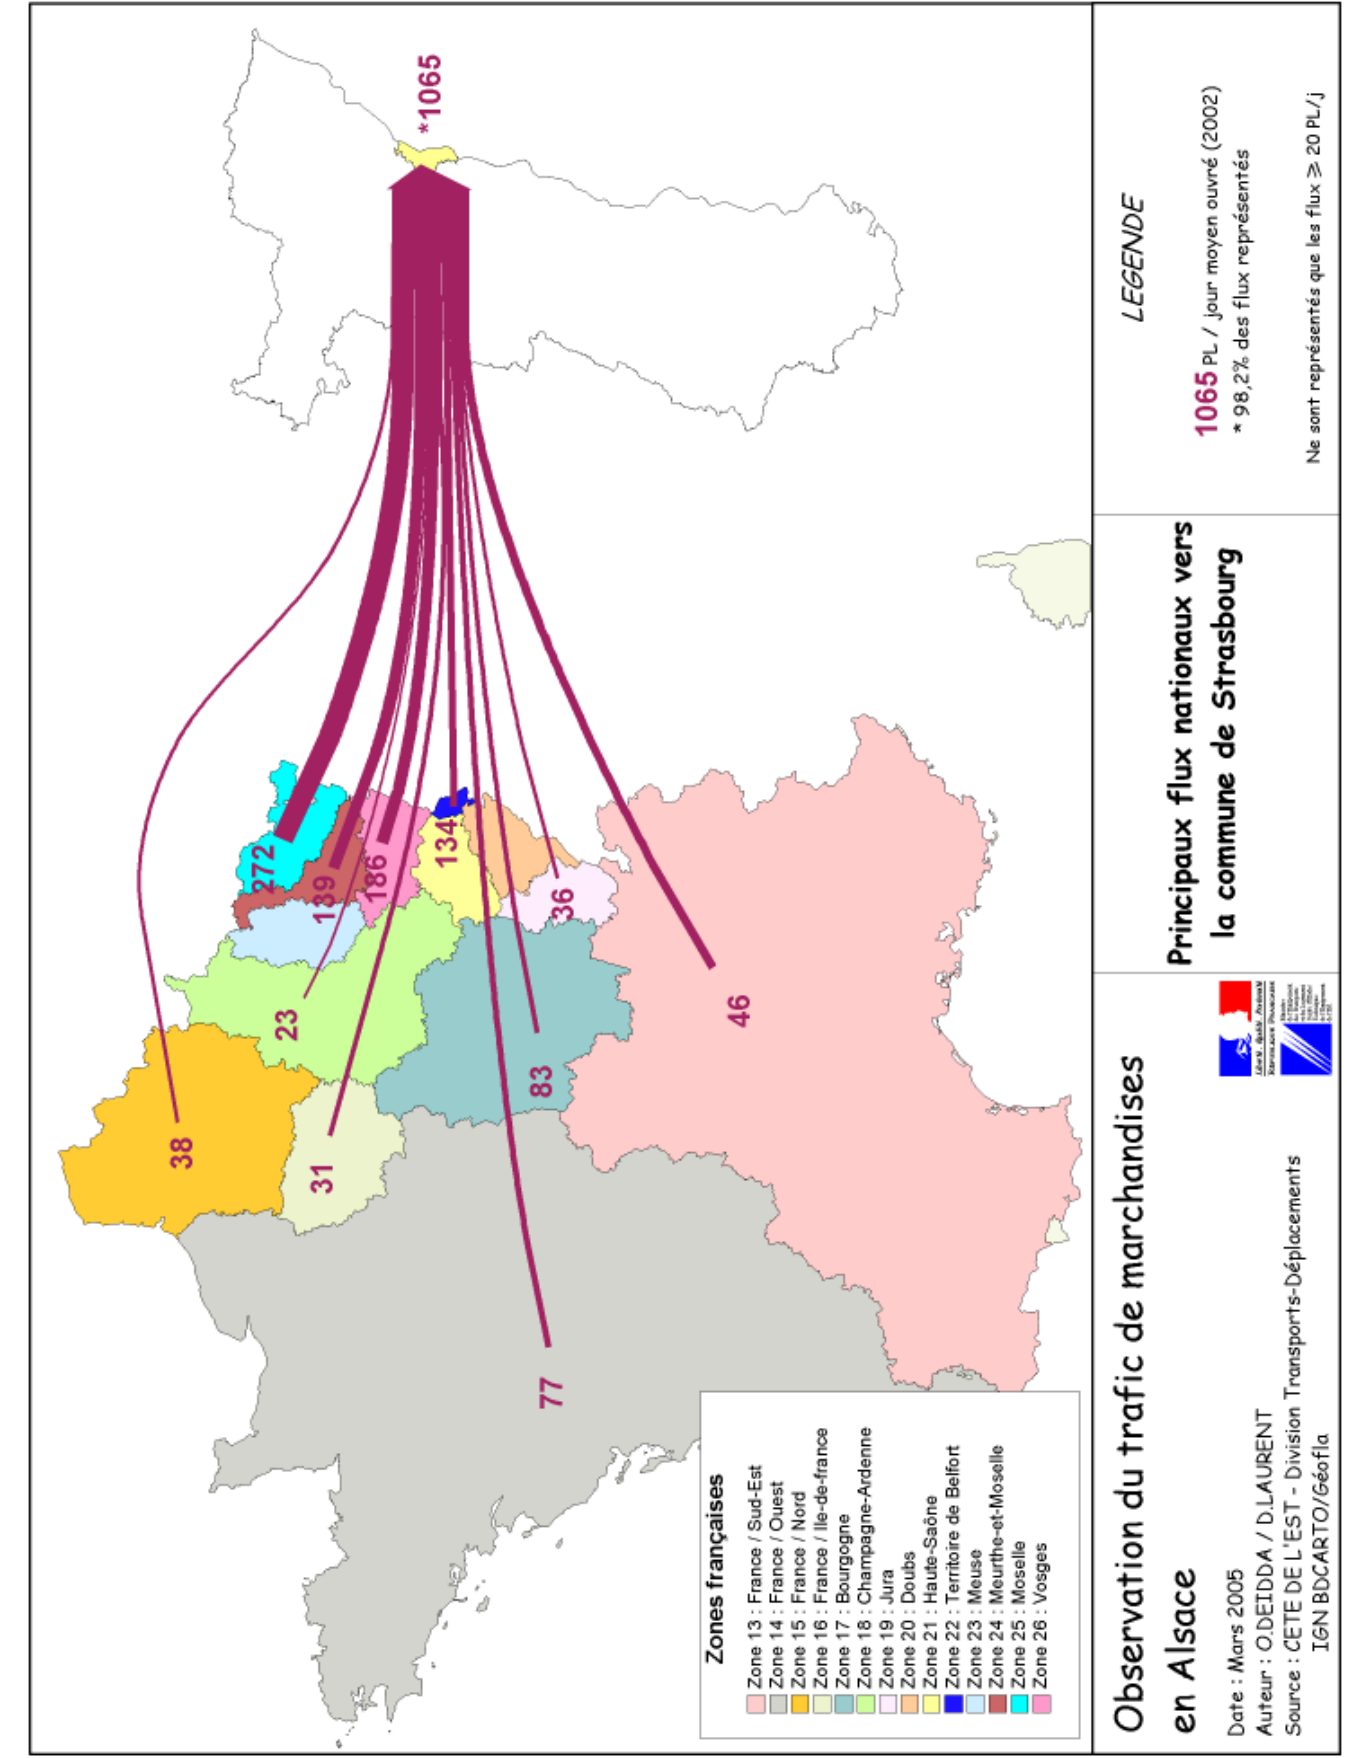 *1065
272
139
186
134
36
23
38
31
83
46
77
Zones françaises
Zone 13 : France / Sud-Est
Zone 14 : France / Ouest
Zone 15 : France / Nord
Zone 16 : France / Ile-de-france
Zone 17 : Bourgogne
Zone 18 : Champagne-Ardenne
Zone 19 : Jura
Zone 20 : Doubs
Zone 21 : Haute-Saône
Zone 22 : Territoire de Belfort
Zone 23 : Meuse
Zone 24 : Meurthe-et-Moselle
Zone 25 : Moselle
Zone 26 : Vosges
Observation du trafic de marchandises
en Alsace
Date : Mars 2005
Auteur : O.DEIDDA / D.LAURENT
Source : CETE DE L'EST - Division Transports-Déplacements
IGN BDCARTO/Géofla
Liberté . Égalité . Fraternité
RÉPUBLIQUE FRANÇAISE
Principaux flux nationaux vers
la commune de Strasbourg
LEGENDE
1065 PL / jour moyen ouvré (2002)
* 98,2% des flux représentés
Ne sont représentés que les flux ⩾ 20 PL/j